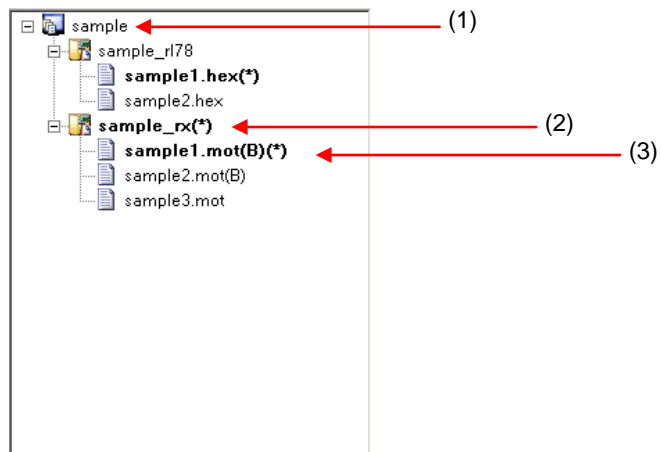 sample
(1)
sample_rl78
sample1.hex(*)
sample2.hex
sample_rx(*)
(2)
sample1.mot(B)(*)
(3)
sample2.mot(B)
sample3.mot